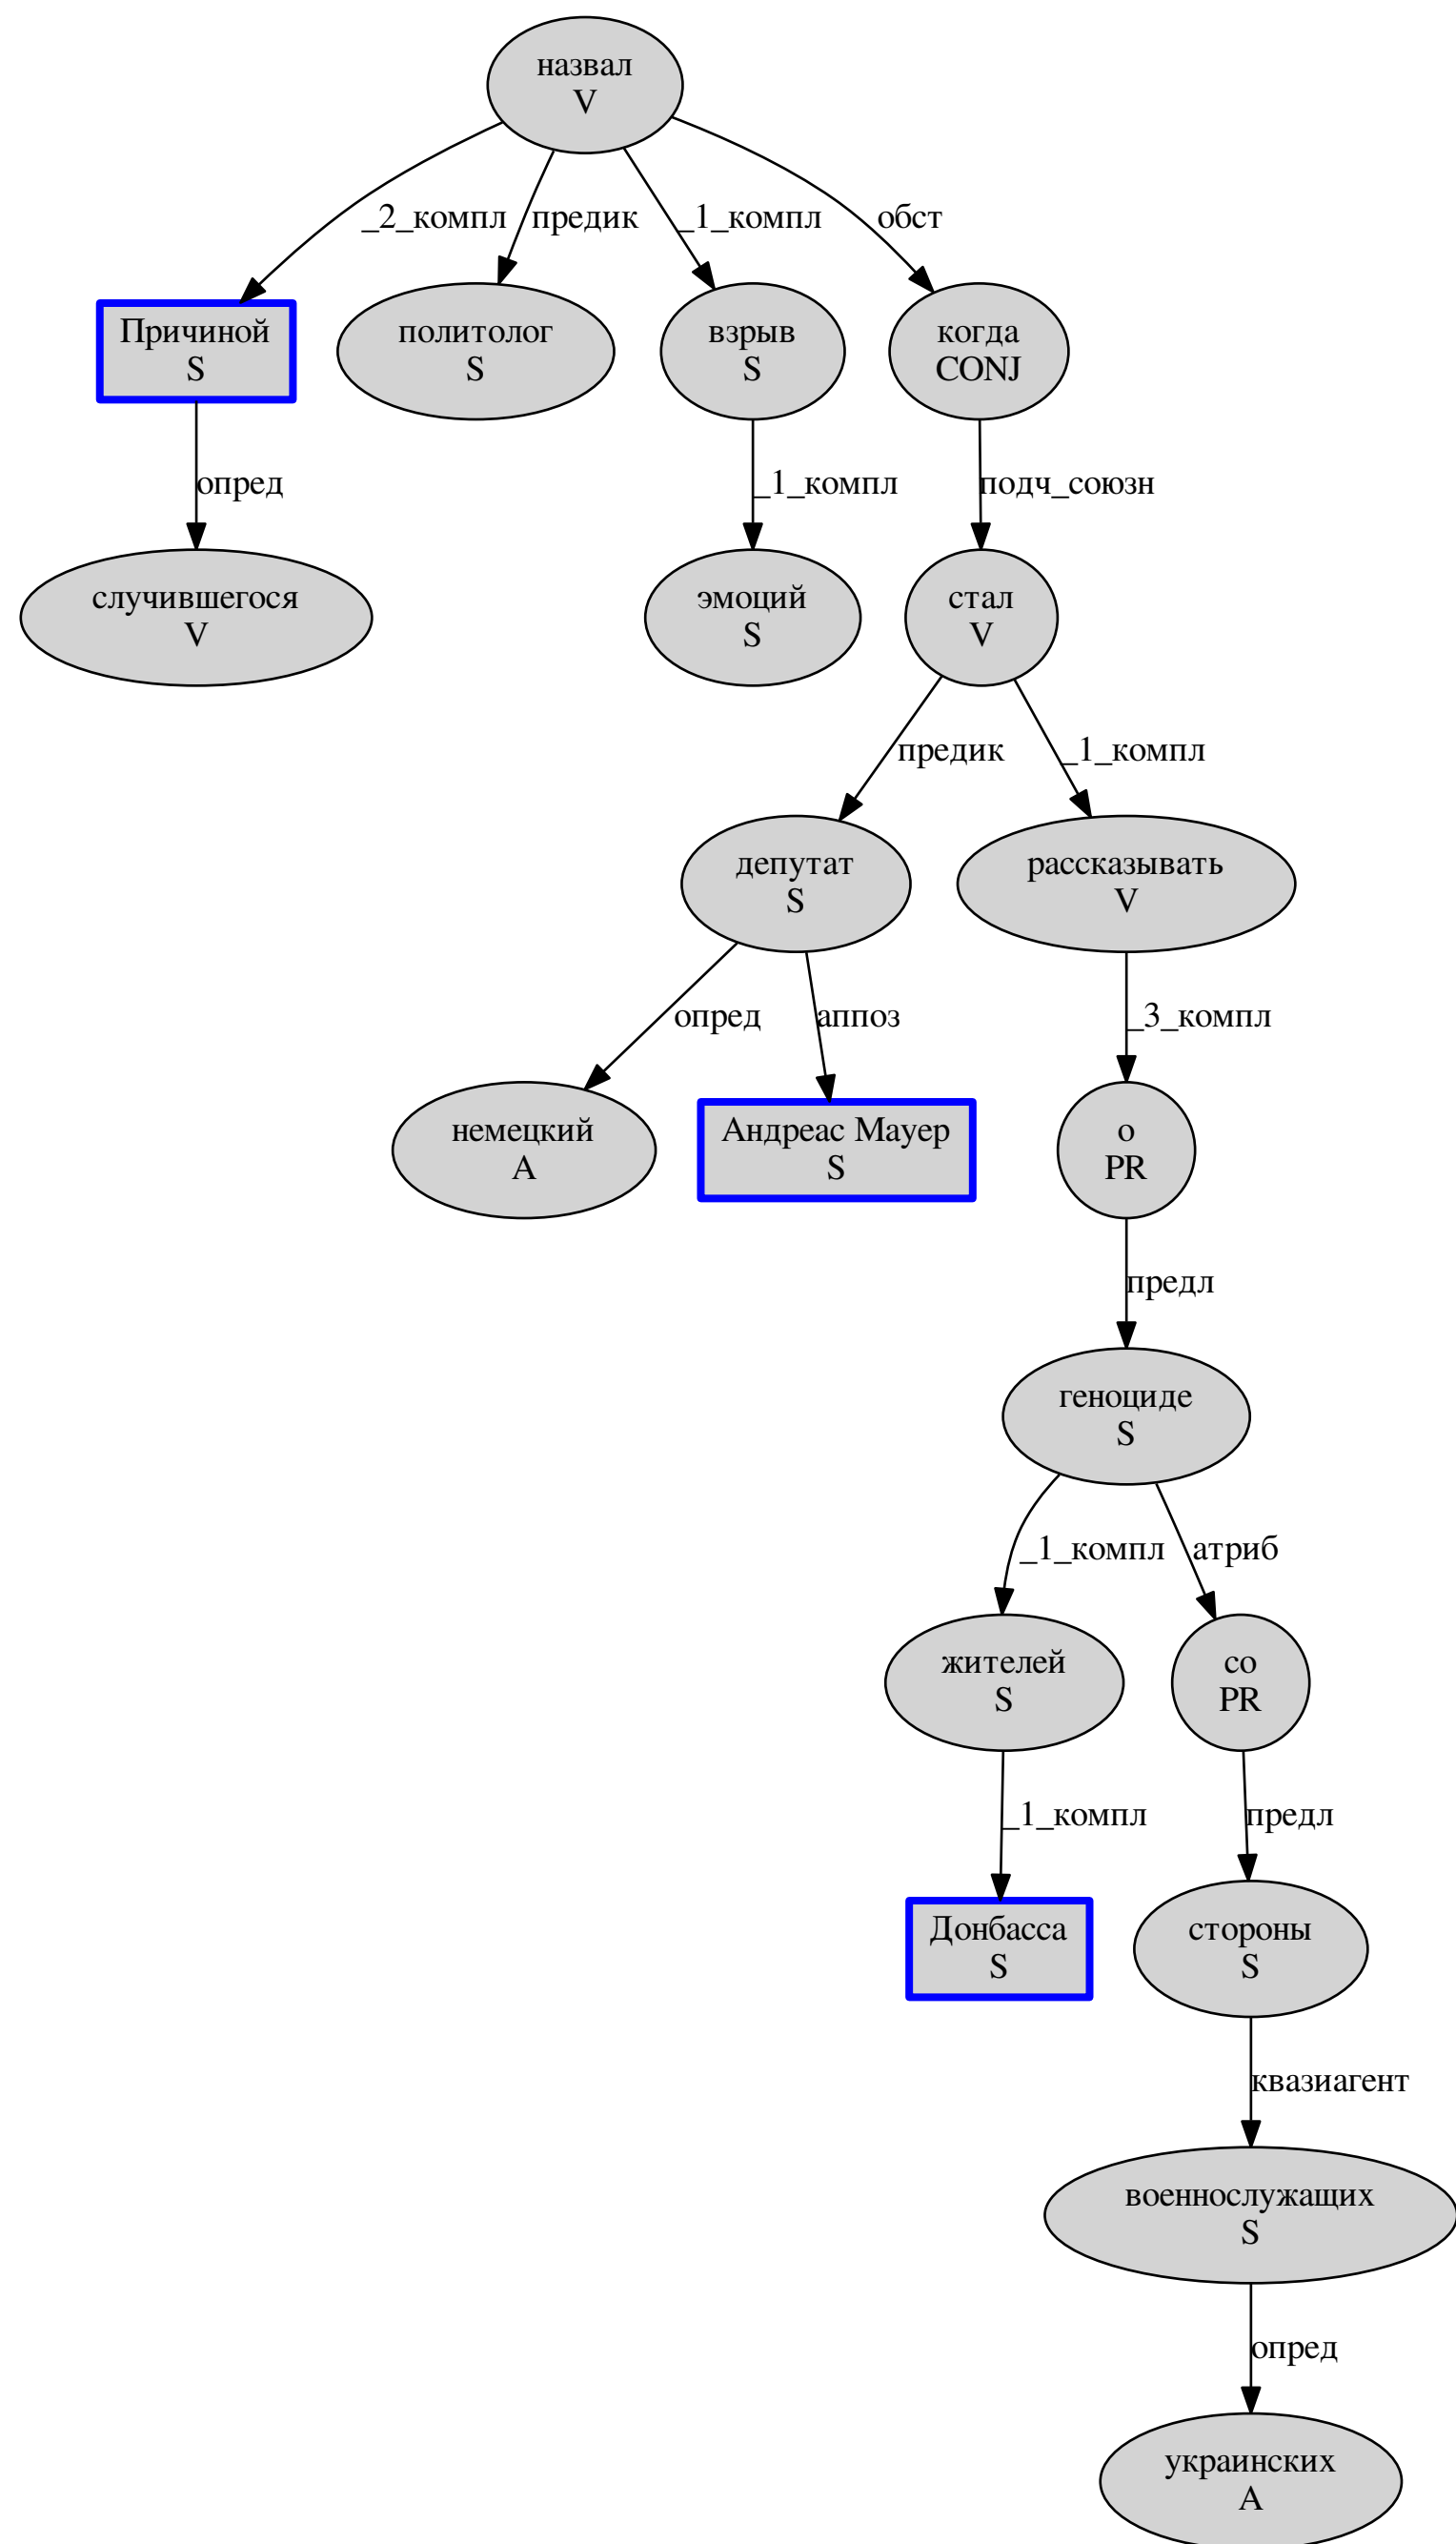 назвал
V
_2_компл
предик
_1_компл
обст
Причиной
S
политолог
S
взрыв
S
когда
CONJ
опред
_1_компл
подч_союзн
случившегося
V
эмоций
S
стал
V
предик
_1_компл
депутат
S
рассказывать
V
опред
аппоз
_3_компл
немецкий
A
Андреас Мауер
S
о
PR
предл
геноциде
S
_1_компл
атриб
жителей
S
со
PR
_1_компл
предл
Донбасса
S
стороны
S
квазиагент
военнослужащих
S
опред
украинских
A